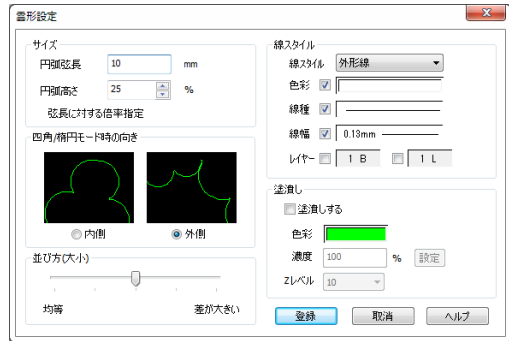 雲形設定
サイズ
円弧弦長 10 mm
円弧高さ 25 %
弦長に対する倍率指定
四角/楕円モード時の向き
内側 外側
並び方(大小)
均等 差が大きい
線スタイル
線スタイル 外形線
色彩
線種
線幅 0.13mm
レイヤー 1 B 1 L
塗潰し
塗潰しする
色彩
濃度 100 % 設定
Zレベル 10
登録 取消 ヘルプ